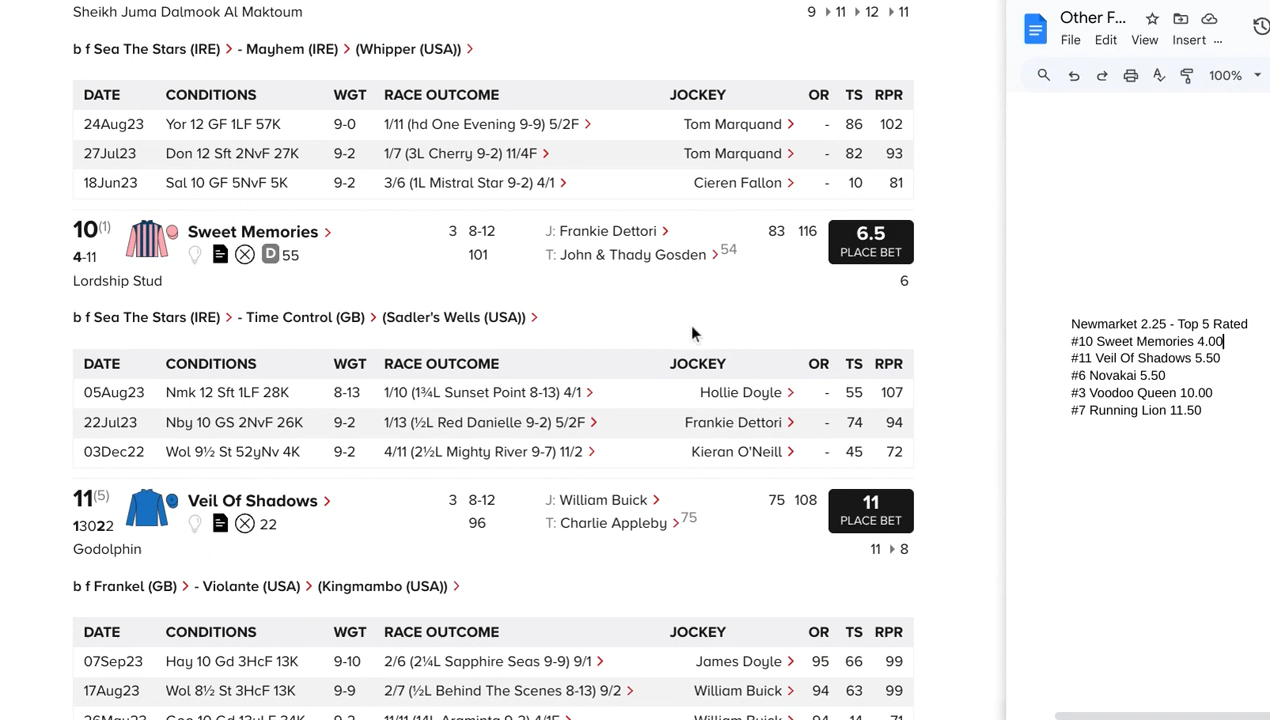 Sheikh Juma Dalmook Al Maktoum 9 11 12 11
b f Sea The Stars (IRE) - Mayhem (IRE) (Whipper (USA))
DATE CONDITIONS WGT RACE OUTCOME JOCKEY OR TS RPR
24Aug23 Yor 12 GF 1LF 57K 9-0 1/11 (hd One Evening 9-9) 5/2F Tom Marquand - 86 102
27Jul23 Don 12 Sft 2NvF 27K 9-2 1/7 (3L Cherry 9-2) 11/4F Tom Marquand - 82 93
18Jun23 Sal 10 GF 5NvF 5K 9-2 3/6 (1L Mistral Star 9-2) 4/1 Cieren Fallon - 10 81
10(1) Sweet Memories 3 8-12 J: Frankie Dettori 83 116 6.5
4-11 D 55 101 T: John & Thady Gosden 54 PLACE BET
Lordship Stud 6
b f Sea The Stars (IRE) - Time Control (GB) (Sadler's Wells (USA))
DATE CONDITIONS WGT RACE OUTCOME JOCKEY OR TS RPR
05Aug23 Nmk 12 Sft 1LF 28K 8-13 1/10 (1¾L Sunset Point 8-13) 4/1 Hollie Doyle - 55 107
22Jul23 Nby 10 GS 2NvF 26K 9-2 1/13 (½L Red Danielle 9-2) 5/2F Frankie Dettori - 74 94
03Dec22 Wol 9½ St 52yNv 4K 9-2 4/11 (2½L Mighty River 9-7) 11/2 Kieran O'Neill - 45 72
11(5) Veil Of Shadows 3 8-12 J: William Buick 75 108 11
13022 22 96 T: Charlie Appleby 75 PLACE BET
Godolphin 11 8
b f Frankel (GB) - Violante (USA) (Kingmambo (USA))
DATE CONDITIONS WGT RACE OUTCOME JOCKEY OR TS RPR
07Sep23 Hay 10 Gd 3HcF 13K 9-10 2/6 (2¼L Sapphire Seas 9-9) 9/1 James Doyle 95 66 99
17Aug23 Wol 8½ St 3HcF 13K 9-9 2/7 (½L Behind The Scenes 8-13) 9/2 William Buick 94 63 99
Other F...
File Edit View Insert ...
100%
Newmarket 2.25 - Top 5 Rated
#10 Sweet Memories 4.00
#11 Veil Of Shadows 5.50
#6 Novakai 5.50
#3 Voodoo Queen 10.00
#7 Running Lion 11.50